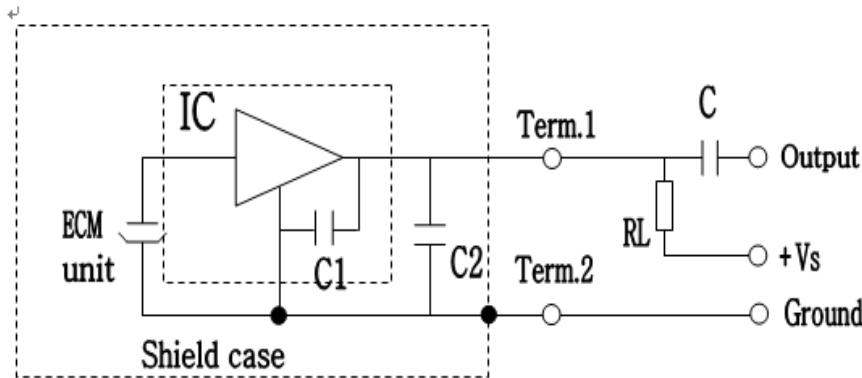 IC
Term.1
C
Output
ECM
unit
C1
C2
RL
+Vs
Term.2
Ground
Shield case